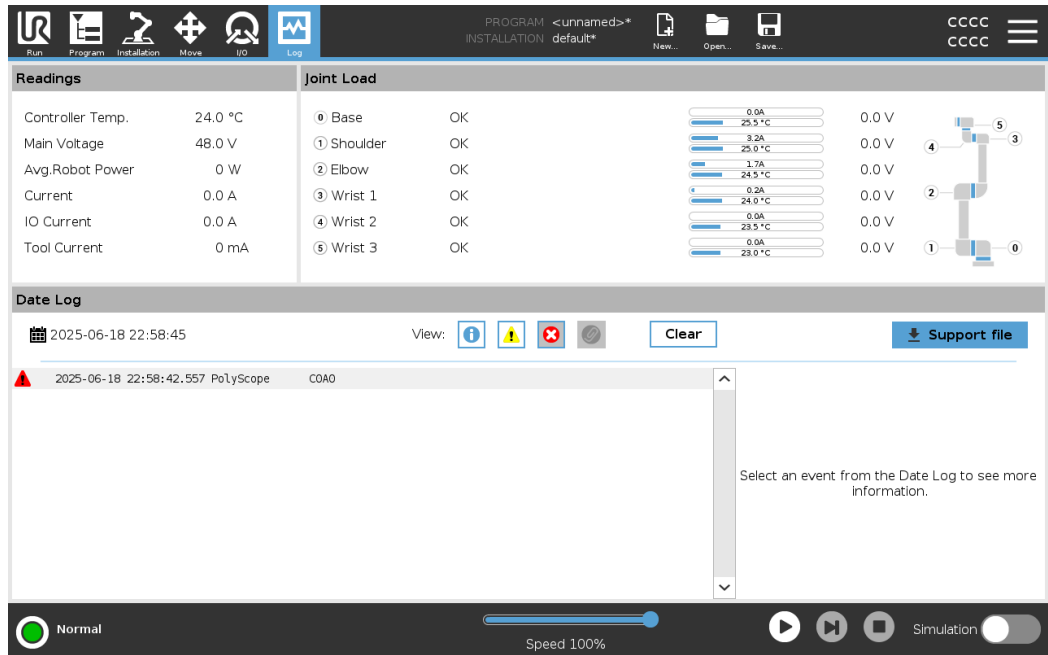 PROGRAM <unnamed>*
INSTALLATION default*
UR
Run Program Installation Move I/O Log New... Open... Save...
CCCC
CCCC
Readings
Controller Temp. 24.0 °C
Main Voltage 48.0 V
Avg.Robot Power 0 W
Current 0.0 A
IO Current 0.0 A
Tool Current 0 mA
Joint Load
0 Base OK 0.0A 25.5 °C 0.0 V
1 Shoulder OK 3.2A 25.0 °C 0.0 V
2 Elbow OK 1.7A 24.5 °C 0.0 V
3 Wrist 1 OK 0.2A 24.0 °C 0.0 V
4 Wrist 2 OK 0.0A 23.5 °C 0.0 V
5 Wrist 3 OK 0.0A 23.0 °C 0.0 V
5
3
4
2
1 0
Date Log
2025-06-18 22:58:45 View: Clear Support file
2025-06-18 22:58:42.557 PolyScope C0A0
Select an event from the Date Log to see more
information.
Normal
Speed 100%
Simulation